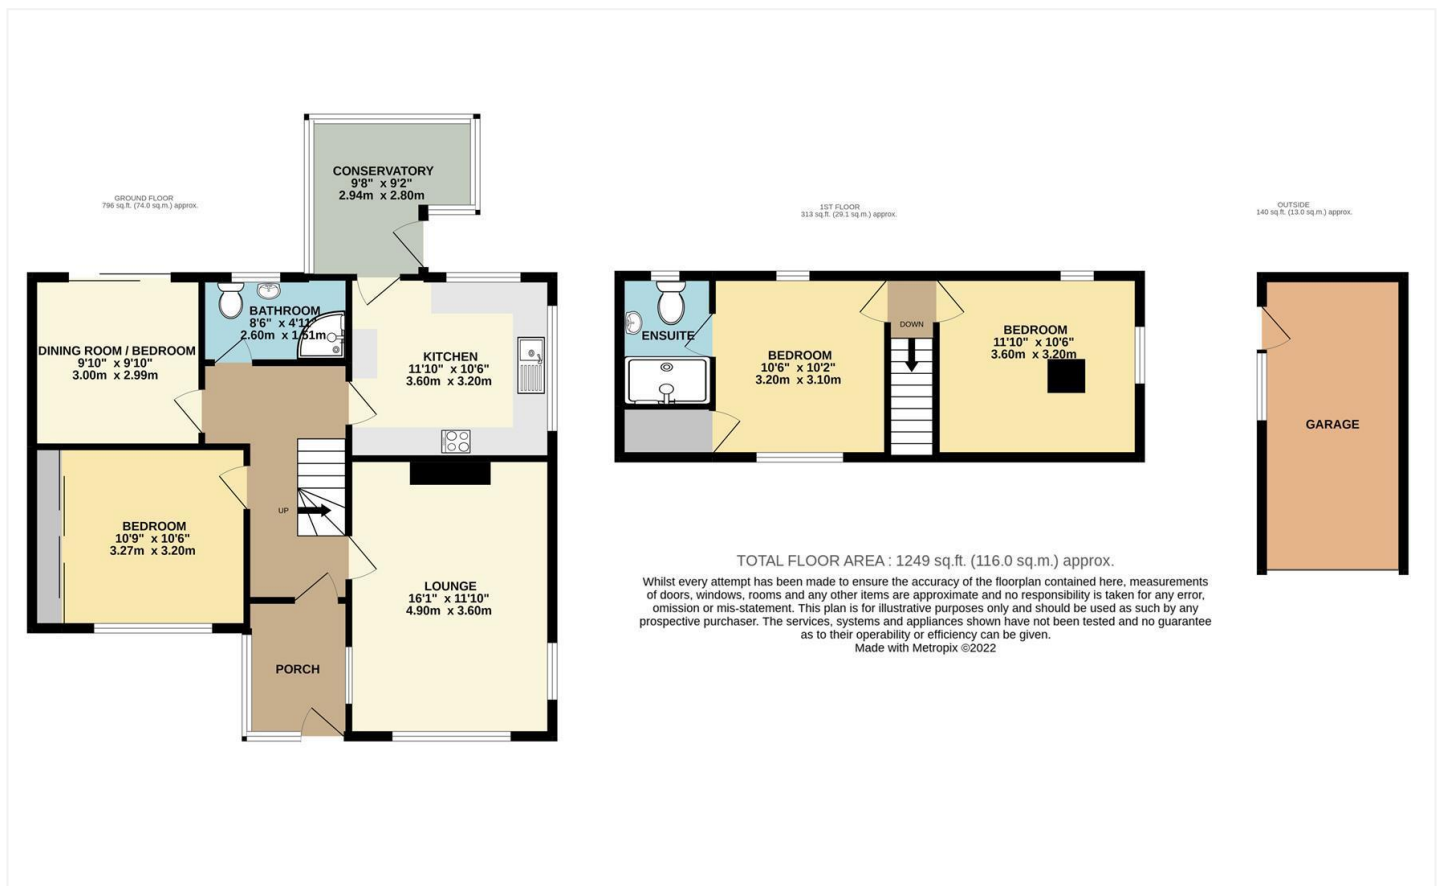 GROUND FLOOR
796 sq.ft. (74.0 sq.m.) approx.
CONSERVATORY
9'8" x 9'2"
2.94m x 2.80m
BATHROOM
8'6" x 4'11"
2.60m x 1.51m
DINING ROOM / BEDROOM
9'10" x 9'10"
3.00m x 2.99m
KITCHEN
11'10" x 10'6"
3.60m x 3.20m
BEDROOM
10'9" x 10'6"
3.27m x 3.20m
UP
LOUNGE
16'1" x 11'10"
4.90m x 3.60m
PORCH
1ST FLOOR
313 sq.ft. (29.1 sq.m.) approx.
ENSUITE
BEDROOM
10'6" x 10'2"
3.20m x 3.10m
DOWN
BEDROOM
11'10" x 10'6"
3.60m x 3.20m
OUTSIDE
140 sq.ft. (13.0 sq.m.) approx.
GARAGE
TOTAL FLOOR AREA : 1249 sq.ft. (116.0 sq.m.) approx.
Whilst every attempt has been made to ensure the accuracy of the floorplan contained here, measurements
of doors, windows, rooms and any other items are approximate and no responsibility is taken for any error,
omission or mis-statement. This plan is for illustrative purposes only and should be used as such by any
prospective purchaser. The services, systems and appliances shown have not been tested and no guarantee
as to their operability or efficiency can be given.
Made with Metropix ©2022